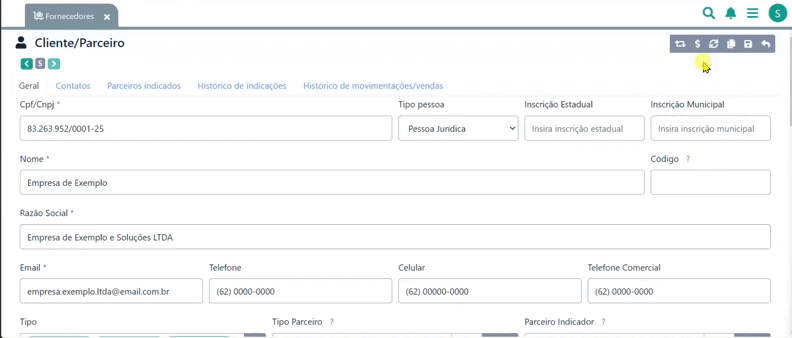 Fornecedores x
S
Cliente/Parceiro
$
S
Geral Contatos Parceiros indicados Histórico de indicações Histórico de movimentações/vendas
Cpf/Cnpj * Tipo pessoa Inscrição Estadual Inscrição Municipal
83.263.952/0001-25 Pessoa Jurídica Insira inscrição estadual Insira inscrição municipal
Nome * Código ?
Empresa de Exemplo
Razão Social *
Empresa de Exemplo e Soluções LTDA
Email * Telefone Celular Telefone Comercial
empresa.exemplo.ltda@email.com.br (62) 0000-0000 (62) 00000-0000 (62) 0000-0000
Tipo Tipo Parceiro ? Parceiro Indicador ?